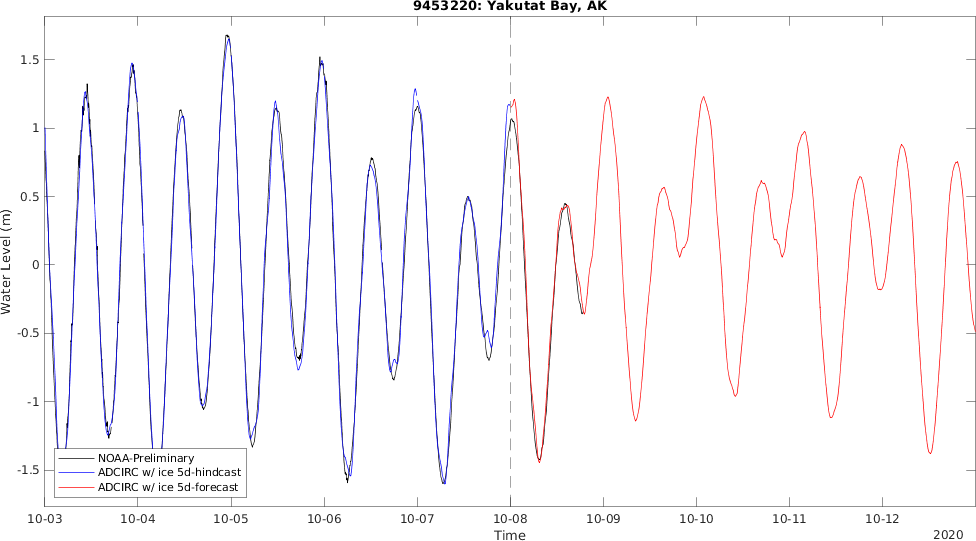 9453220: Yakutat Bay, AK
Water Level (m)
1.5
1
0.5
0
-0.5
-1
-1.5
NOAA-Preliminary
ADCIRC w/ ice 5d-hindcast
ADCIRC w/ ice 5d-forecast
10-03 10-04 10-05 10-06 10-07 10-08 10-09 10-10 10-11 10-12
Time
2020